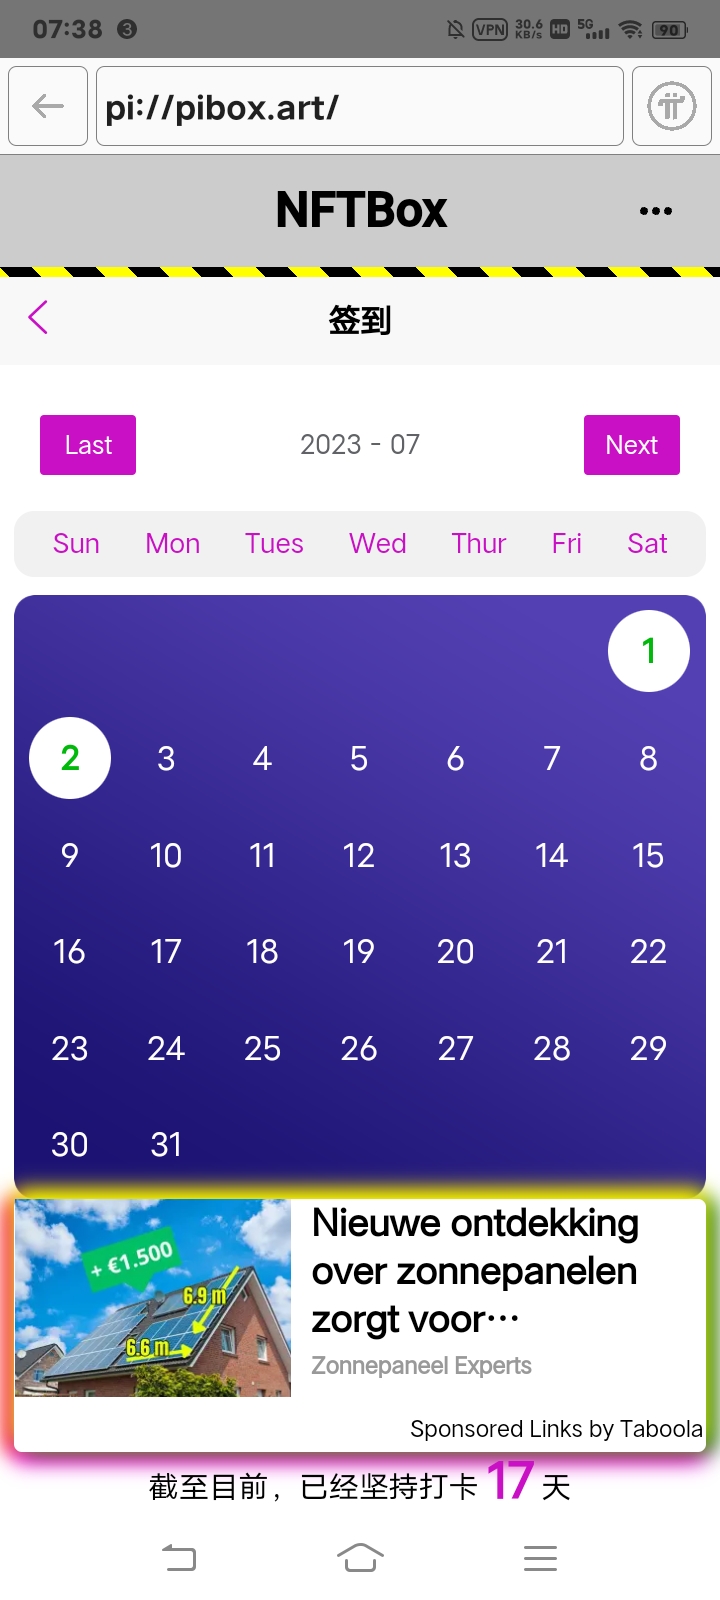 07:38 3 VPN 30.6 KB/s HD 5G 90
pi://pibox.art/
NFTBox
签到
Last 2023 - 07 Next
Sun Mon Tues Wed Thur Fri Sat
1
2 3 4 5 6 7 8
9 10 11 12 13 14 15
16 17 18 19 20 21 22
23 24 25 26 27 28 29
30 31
+ €1.500
6.9 m
6.6 m
Nieuwe ontdekking
over zonnepanelen
zorgt voor···
Zonnepaneel Experts
Sponsored Links by Taboola
截至目前，已经坚持打卡 17 天